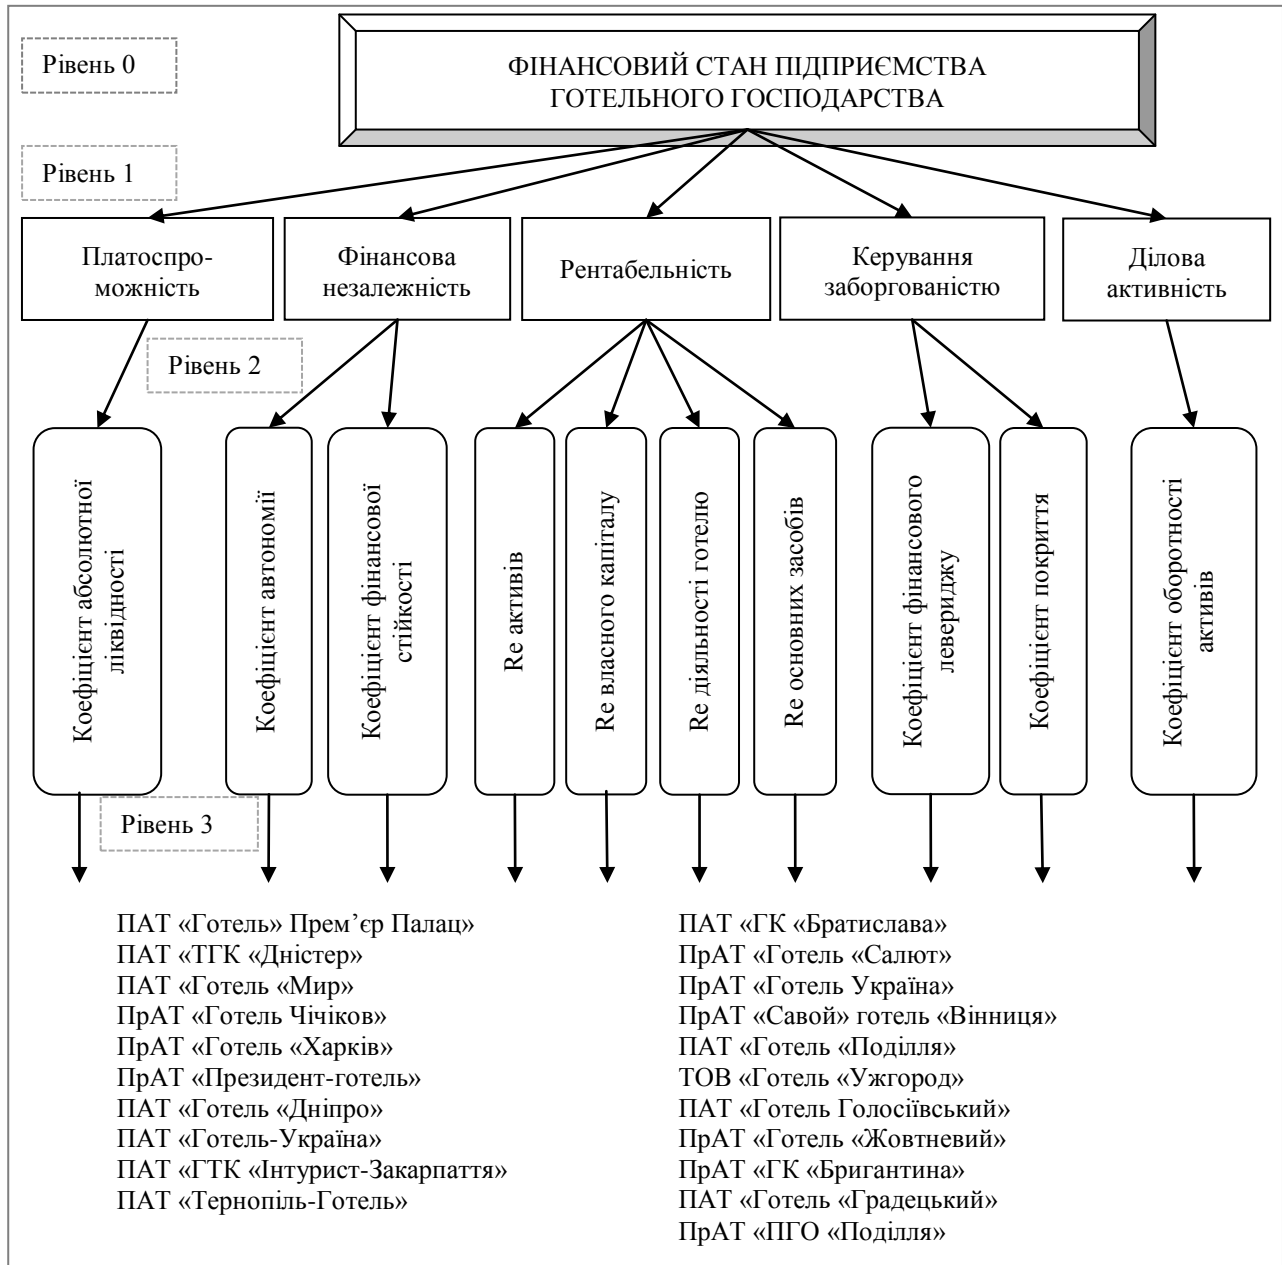 Рівень 0
ФІНАНСОВИЙ СТАН ПІДПРИЄМСТВА
ГОТЕЛЬНОГО ГОСПОДАРСТВА
Рівень 1
Платоспро-
можність
Фінансова
незалежність
Рентабельність
Керування
заборгованістю
Ділова
активність
Рівень 2
Коефіцієнт абсолютної
ліквідності
Коефіцієнт автономії
Коефіцієнт фінансової
стійкості
Re активів
Re власного капіталу
Re діяльності готелю
Re основних засобів
Коефіцієнт фінансового
левериджу
Коефіцієнт покриття
Коефіцієнт оборотності
активів
Рівень 3
ПАТ «Готель» Прем’єр Палац»
ПАТ «ТГК «Дністер»
ПАТ «Готель «Мир»
ПрАТ «Готель Чічіков»
ПрАТ «Готель «Харків»
ПрАТ «Президент-готель»
ПАТ «Готель «Дніпро»
ПАТ «Готель-Україна»
ПАТ «ГТК «Інтурист-Закарпаття»
ПАТ «Тернопіль-Готель»
ПАТ «ГК «Братислава»
ПрАТ «Готель «Салют»
ПрАТ «Готель Україна»
ПрАТ «Савой» готель «Вінниця»
ПАТ «Готель «Поділля»
ТОВ «Готель «Ужгород»
ПАТ «Готель Голосіївський»
ПрАТ «Готель «Жовтневий»
ПрАТ «ГК «Бригантина»
ПАТ «Готель «Градецький»
ПрАТ «ПГО «Поділля»